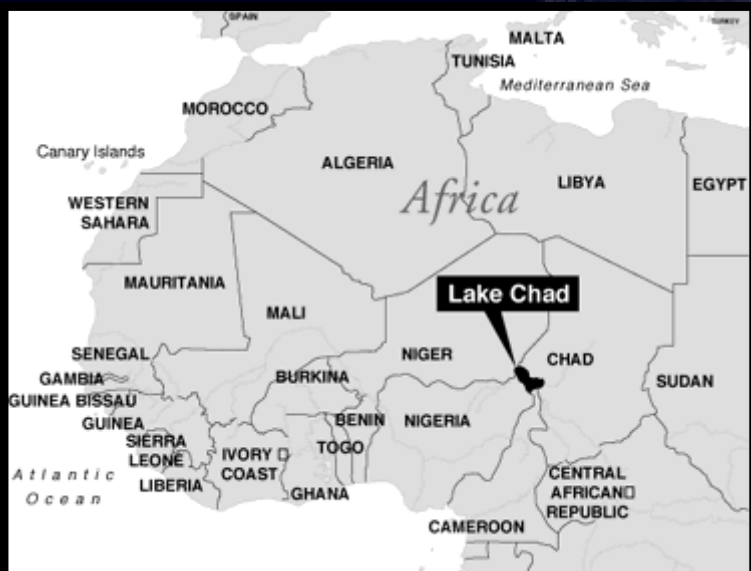 SPAIN
TURKEY
MALTA
TUNISIA
Mediterranean Sea
MOROCCO
Canary Islands
ALGERIA
LIBYA
EGYPT
Africa
WESTERN
SAHARA
MAURITANIA
MALI
Lake Chad
SENEGAL
NIGER
CHAD
GAMBIA
BURKINA
SUDAN
GUINEA BISSAU
GUINEA
BENIN
NIGERIA
SIERRA
LEONE
IVORY
COAST
TOGO
LIBERIA
GHANA
Atlantic
Ocean
CENTRAL
AFRICAN
REPUBLIC
CAMEROON